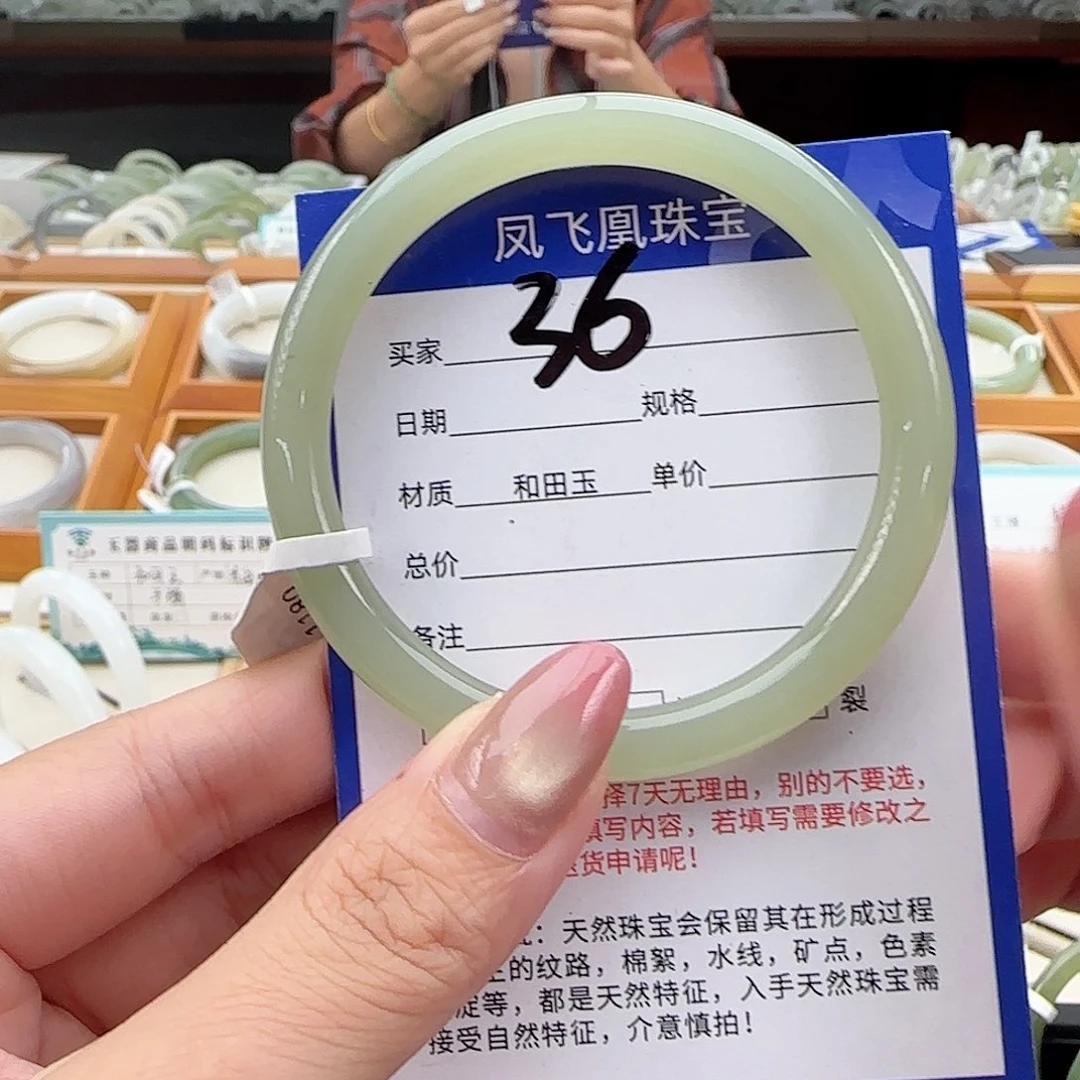 凤飞凰珠宝
36
买家
日期 规格
材质 和田玉 单价
总价
备注
裂
择7天无理由，别的不要选，
填写内容，若填写需要修改之
退货申请呢！
：天然珠宝会保留其在形成过程
的纹路，棉絮，水线，矿点，色素
淀等，都是天然特征，入手天然珠宝需
接受自然特征，介意慎拍！
1180